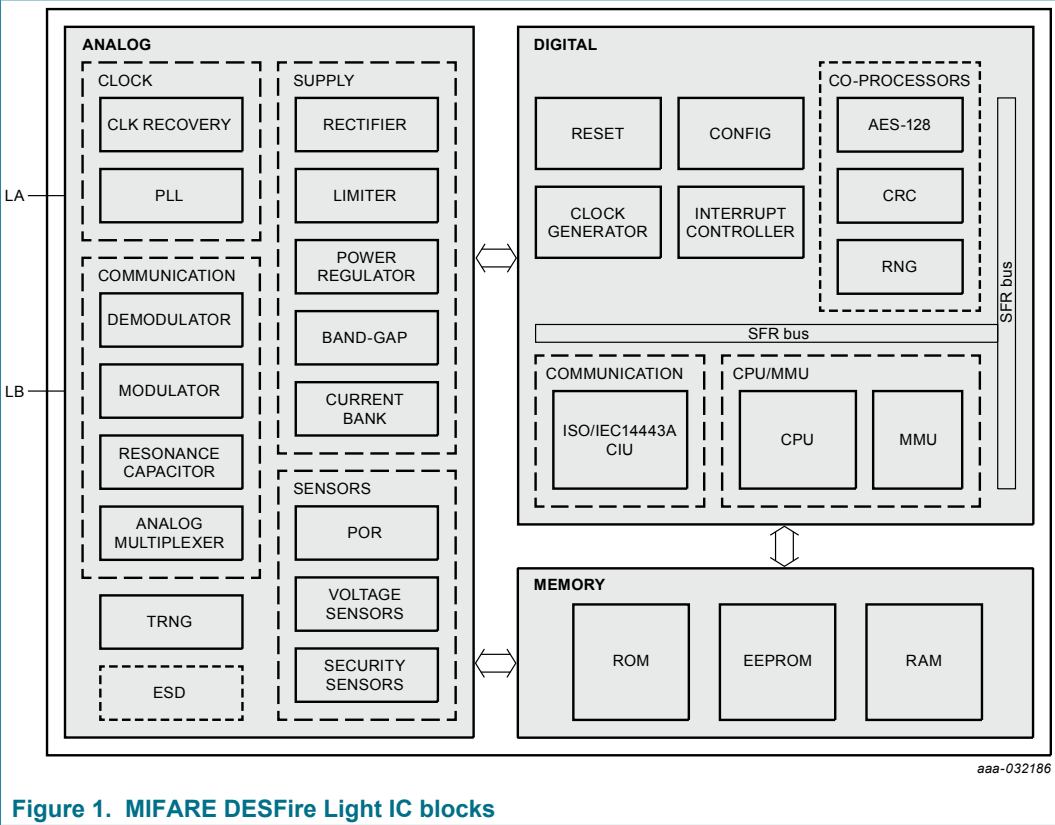 ANALOG
CLOCK
CLK RECOVERY
PLL
COMMUNICATION
DEMODULATOR
MODULATOR
RESONANCE
CAPACITOR
ANALOG
MULTIPLEXER
TRNG
ESD
LA
LB
SUPPLY
RECTIFIER
LIMITER
POWER
REGULATOR
BAND-GAP
CURRENT
BANK
SENSORS
POR
VOLTAGE
SENSORS
SECURITY
SENSORS
DIGITAL
RESET
CONFIG
CLOCK
GENERATOR
INTERRUPT
CONTROLLER
CO-PROCESSORS
AES-128
CRC
RNG
SFR bus
SFR bus
COMMUNICATION
ISO/IEC14443A
CIU
CPU/MMU
CPU
MMU
MEMORY
ROM
EEPROM
RAM
aaa-032186
Figure 1. MIFARE DESFire Light IC blocks